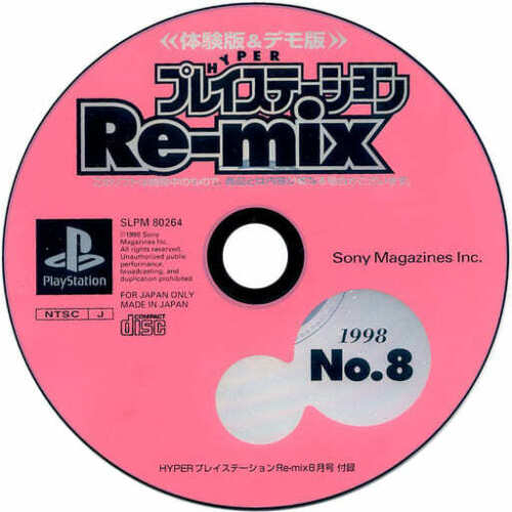 ≪体験版&デモ版≫
HYPER
プレイステーション
Re-mix
SLPM 80264
©1998 Sony
Magazines Inc.
All rights reserved.
Unauthorized public
performance,
broadcasting, and
duplication prohibited.
FOR JAPAN ONLY
MADE IN JAPAN
PlayStation
NTSC J
COMPACT
disc
Sony Magazines Inc.
1998
No.8
HYPERプレイステーションRe-mix8月号 付録